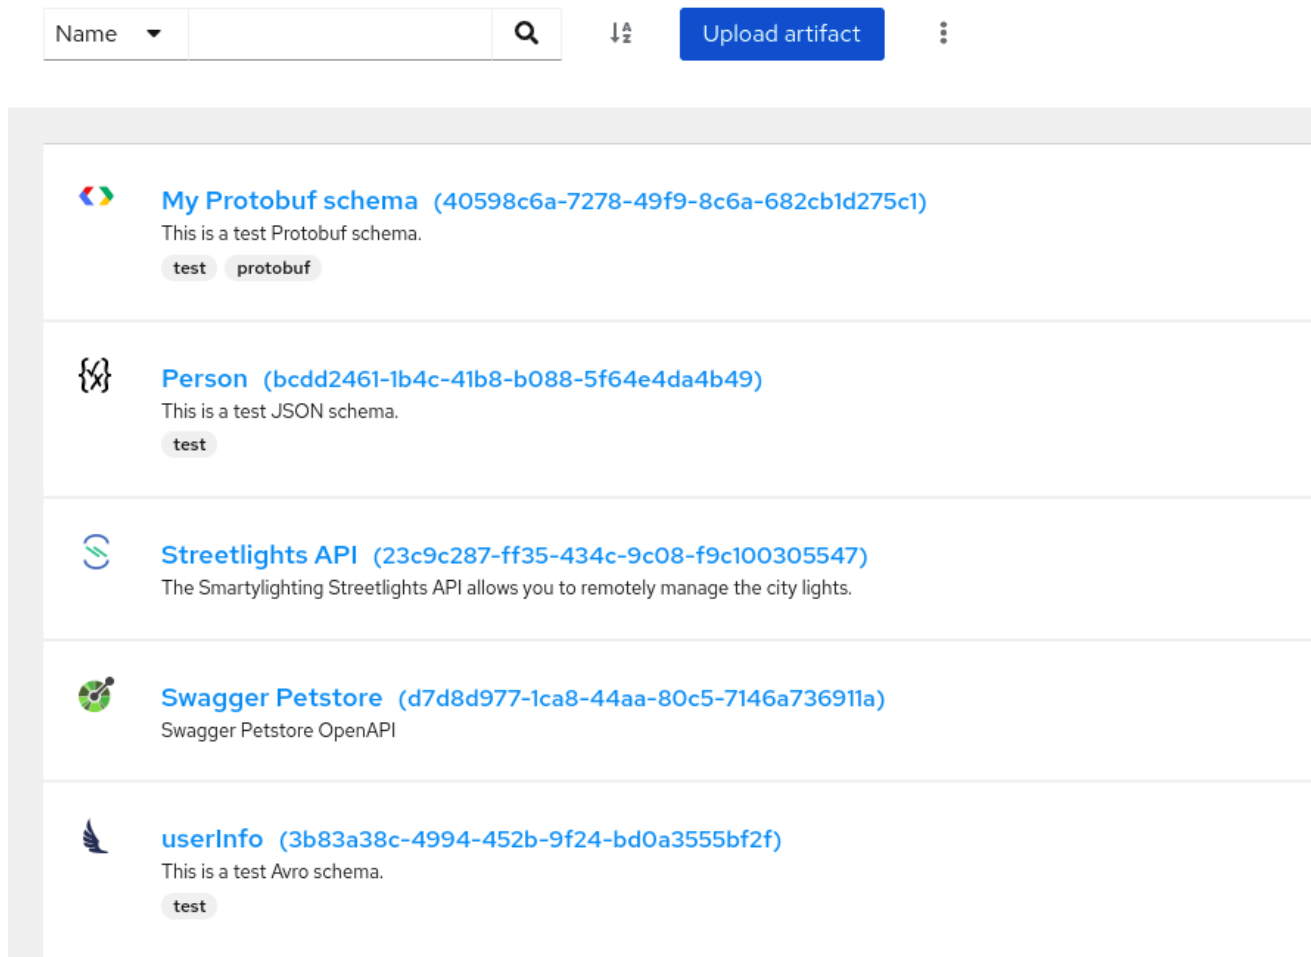 Name
Upload artifact
My Protobuf schema (40598c6a-7278-49f9-8c6a-682cb1d275c1)
This is a test Protobuf schema.
test protobuf
Person (bcdd2461-1b4c-41b8-b088-5f64e4da4b49)
This is a test JSON schema.
test
Streetlights API (23c9c287-ff35-434c-9c08-f9c100305547)
The Smartylighting Streetlights API allows you to remotely manage the city lights.
Swagger Petstore (d7d8d977-1ca8-44aa-80c5-7146a736911a)
Swagger Petstore OpenAPI
userInfo (3b83a38c-4994-452b-9f24-bd0a3555bf2f)
This is a test Avro schema.
test